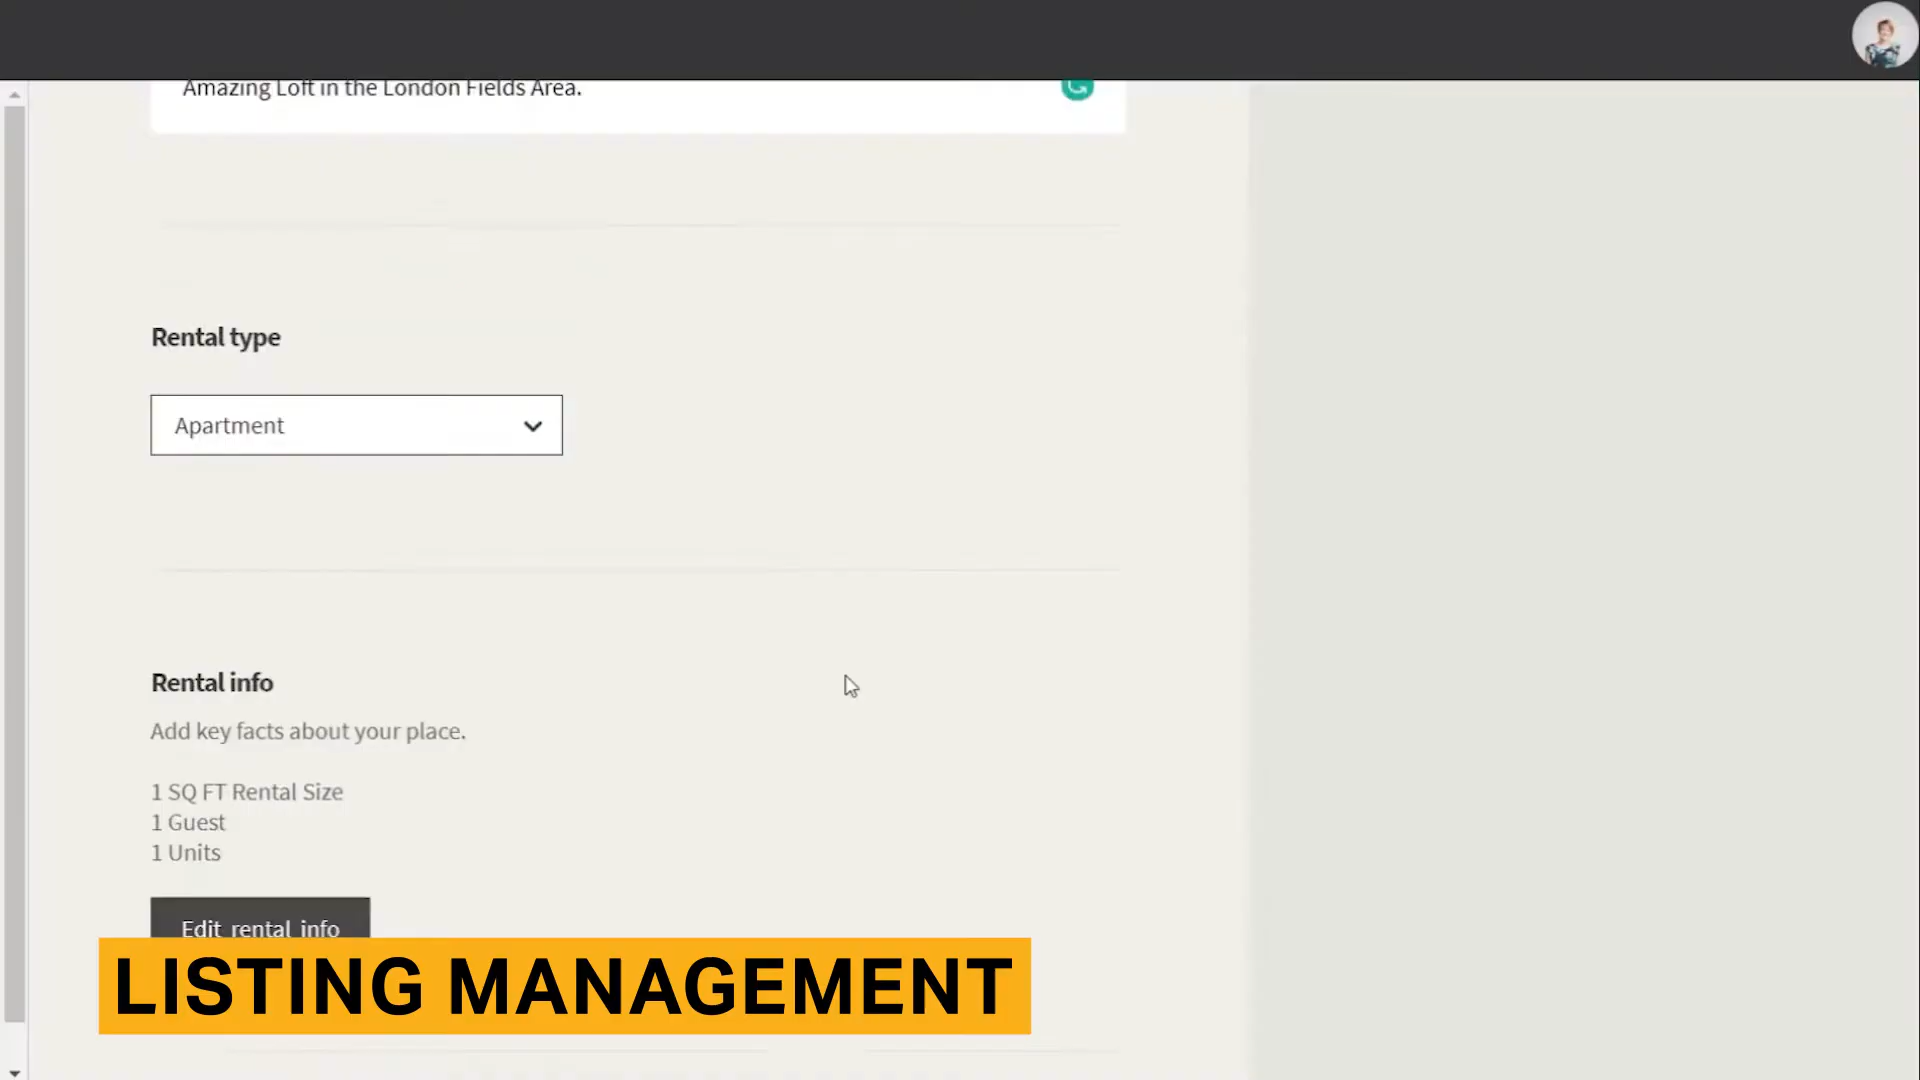 Amazing Loft in the London Fields Area.
Rental type
Apartment
Rental info
Add key facts about your place.
1 SQ FT Rental Size
1 Guest
1 Units
Edit rental info
LISTING MANAGEMENT